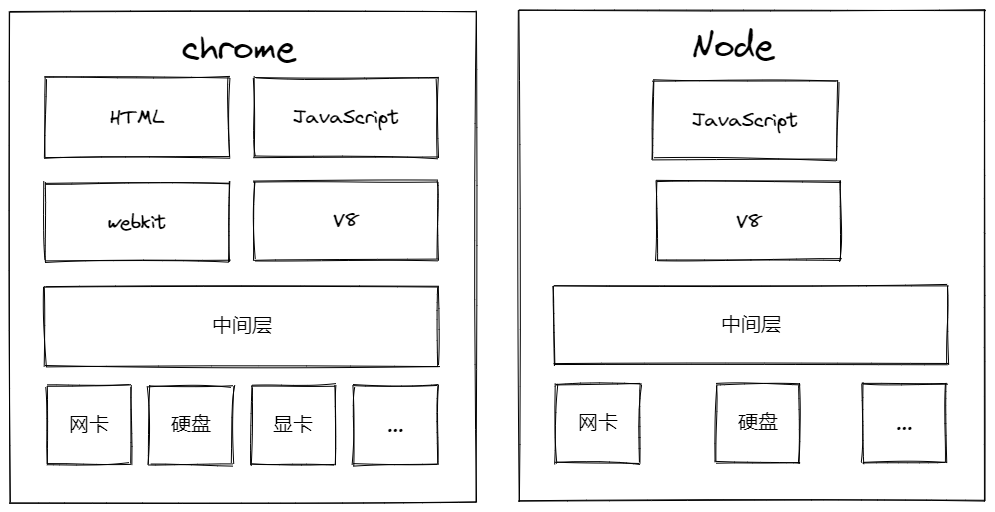 chrome
HTML JavaScript
webkit V8
中间层
网卡 硬盘 显卡 ...
Node
JavaScript
V8
中间层
网卡 硬盘 ...